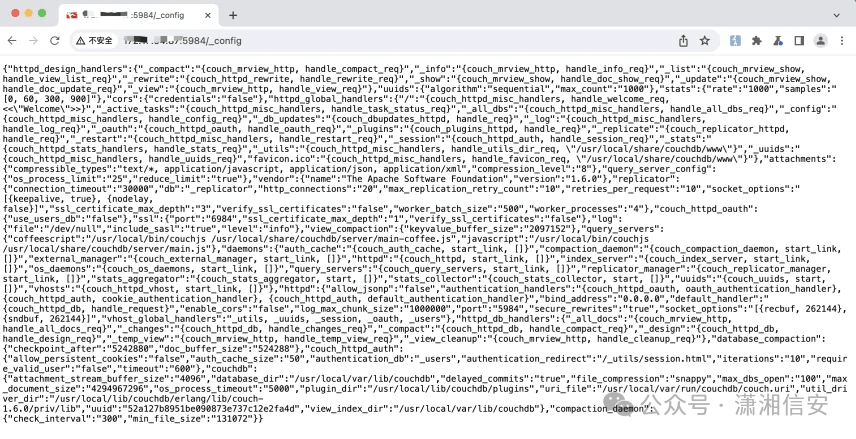 :5984/_config
不安全
:5984/_config
{"httpd_design_handlers":{"_compact":"{couch_mrview_http, handle_compact_req}","_info":"{couch_mrview_http, handle_info_req}","_list":"{couch_mrview_show,
handle_view_list_req}","_rewrite":"{couch_httpd_rewrite, handle_rewrite_req}","_show":"{couch_mrview_show, handle_doc_show_req}","_update":"{couch_mrview_show,
handle_doc_update_req}","_view":"{couch_mrview_http, handle_view_req}"},"uuids":{"algorithm":"sequential","max_count":"1000"},"stats":{"rate":"1000","samples":"
[0, 60, 300, 900]"},"cors":{"credentials":"false"},"httpd_global_handlers":{"/":"{couch_httpd_misc_handlers, handle_welcome_req,
<<\"Welcome\">>}","_active_tasks":"{couch_httpd_misc_handlers, handle_task_status_req}","_all_dbs":"{couch_httpd_misc_handlers, handle_all_dbs_req}","_config":"
{couch_httpd_misc_handlers, handle_config_req}","_db_updates":"{couch_dbupdates_httpd, handle_req}","_log":"{couch_httpd_misc_handlers,
handle_log_req}","_oauth":"{couch_httpd_oauth, handle_oauth_req}","_plugins":"{couch_plugins_httpd, handle_req}","_replicate":"{couch_replicator_httpd,
handle_req}","_restart":"{couch_httpd_misc_handlers, handle_restart_req}","_session":"{couch_httpd_auth, handle_session_req}","_stats":"
{couch_httpd_stats_handlers, handle_stats_req}","_utils":"{couch_httpd_misc_handlers, handle_utils_dir_req, \"/usr/local/share/couchdb/www\"}","_uuids":"
{couch_httpd_misc_handlers, handle_uuids_req}","favicon.ico":"{couch_httpd_misc_handlers, handle_favicon_req, \"/usr/local/share/couchdb/www\"}"},"attachments":
{"compressible_types":"text/*, application/javascript, application/json, application/xml","compression_level":"8"},"query_server_config":
{"os_process_limit":"25","reduce_limit":"true"},"vendor":{"name":"The Apache Software Foundation","version":"1.6.0"},"replicator":
{"connection_timeout":"30000","db":"_replicator","http_connections":"20","max_replication_retry_count":"10","retries_per_request":"10","socket_options":"
[{keepalive, true}, {nodelay,
false}]","ssl_certificate_max_depth":"3","verify_ssl_certificates":"false","worker_batch_size":"500","worker_processes":"4"},"couch_httpd_oauth":
{"use_users_db":"false"},"ssl":{"port":"6984","ssl_certificate_max_depth":"1","verify_ssl_certificates":"false"},"log":
{"file":"/dev/null","include_sasl":"true","level":"info"},"view_compaction":{"keyvalue_buffer_size":"2097152"},"query_servers":
{"coffeescript":"/usr/bin/couchjs /usr/local/share/couchdb/server/main-coffee.js","javascript":"/usr/local/bin/couchjs
/usr/local/share/couchdb/server/main.js"},"daemons":{"auth_cache":"{couch_auth_cache, start_link, []}","compaction_daemon":"{couch_compaction_daemon, start_link,
[]}","external_manager":"{couch_external_manager, start_link, []}","httpd":"{couch_httpd, start_link, []}","index_server":"{couch_index_server, start_link,
[]}","os_daemons":"{couch_os_daemons, start_link, []}","query_servers":"{couch_query_servers, start_link, []}","replicator_manager":"{couch_replicator_manager,
start_link, []}","stats_aggregator":"{couch_stats_aggregator, start, []}","stats_collector":"{couch_stats_collector, start, []}","uuids":"{couch_uuids, start,
[]}","vhosts":"{couch_httpd_vhost, start_link, []}"},"httpd":{"allow_jsonp":"false","authentication_handlers":"{couch_httpd_oauth, oauth_authentication_handler},
{couch_httpd_auth, cookie_authentication_handler}, {couch_httpd_auth, default_authentication_handler}","bind_address":"0.0.0.0","default_handler":"
{couch_httpd_db, handle_request}","enable_cors":"false","log_max_chunk_size":"1000000","port":"5984","secure_rewrites":"true","socket_options":"[{recbuf, 262144},
{sndbuf, 262144}]","vhost_global_handlers":"_utils, _uuids, _session, _oauth, _users"},"httpd_db_handlers":{"_all_docs":"{couch_mrview_http,
handle_all_docs_req}","_changes":"{couch_httpd_db, handle_changes_req}","_compact":"{couch_httpd_db, handle_compact_req}","_design":"{couch_httpd_db,
handle_design_req}","_temp_view":"{couch_mrview_http, handle_temp_view_req}","_view_cleanup":"{couch_mrview_http, handle_cleanup_req}"},"database_compaction":
{"checkpoint_after":"5242880","doc_buffer_size":"524288"},"couch_httpd_auth":
{"allow_persistent_cookies":"false","auth_cache_size":"50","authentication_db":"_users","authentication_redirect":"/_utils/session.html","iterations":"10","requir
e_valid_user":"false","timeout":"600"},"couchdb":
{"attachment_stream_buffer_size":"4096","database_dir":"/usr/local/var/lib/couchdb","delayed_commits":"true","file_compression":"snappy","max_dbs_open":"100","max
_document_size":"4294967296","os_process_timeout":"5000","plugin_dir":"/usr/local/lib/couchdb/plugins","uri_file":"/usr/local/var/run/couchdb/couch.uri","util_dri
ver_dir":"/usr/local/lib/couchdb/erlang/lib/couch-
1.6.0/priv/lib","uuid":"52a127b8951be090873e737c12e2fa4d","view_index_dir":"/usr/local/var/lib/couchdb"},"compaction_daemon":
{"check_interval":"300","min_file_size":"131072"}}
公众号 · 潇湘信安